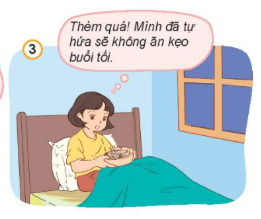 3
Thèm quá! Mình đã tự
hứa sẽ không ăn kẹo
buổi tối.